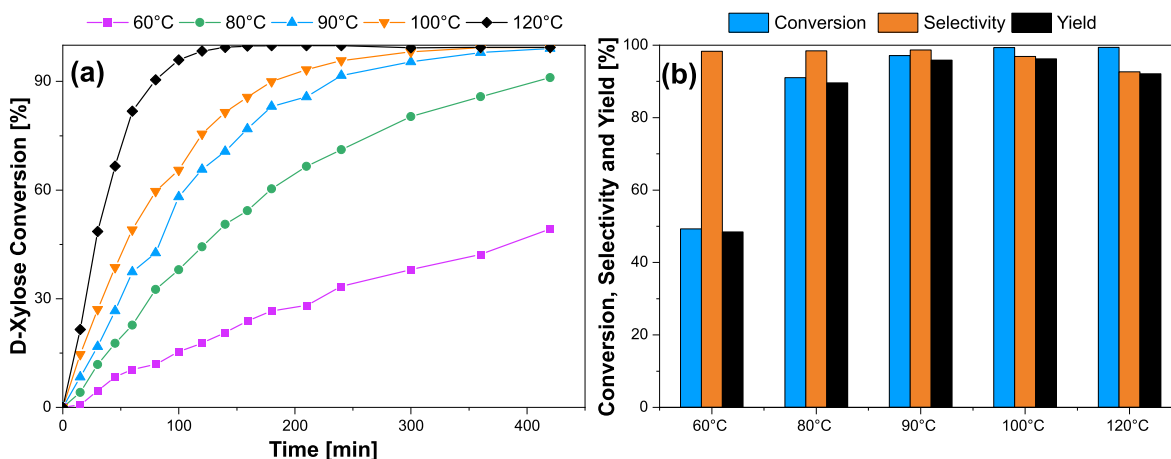 60°C 80°C 90°C 100°C 120°C
(a)
D-Xylose Conversion [%]
90
60
30
0
0 100 200 300 400
Time [min]
Conversion Selectivity Yield
(b)
Conversion, Selectivity and Yield [%]
100
80
60
40
20
0
60°C 80°C 90°C 100°C 120°C